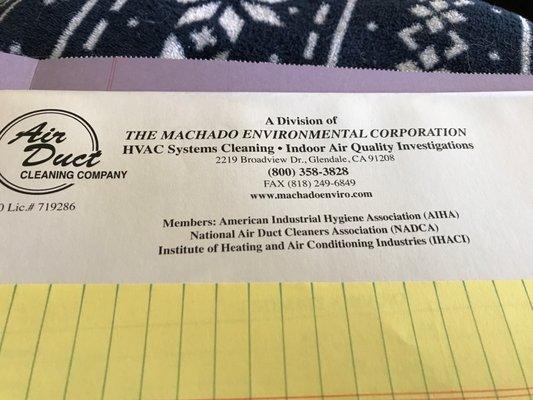 Air
Duct
CLEANING COMPANY
0 Lic.# 719286
A Division of
THE MACHADO ENVIRONMENTAL CORPORATION
HVAC Systems Cleaning • Indoor Air Quality Investigations
2219 Broadview Dr., Glendale, CA 91208
(800) 358-3828
FAX (818) 249-6849
www.machadoenviro.com
Members: American Industrial Hygiene Association (AIHA)
National Air Duct Cleaners Association (NADCA)
Institute of Heating and Air Conditioning Industries (IHACI)